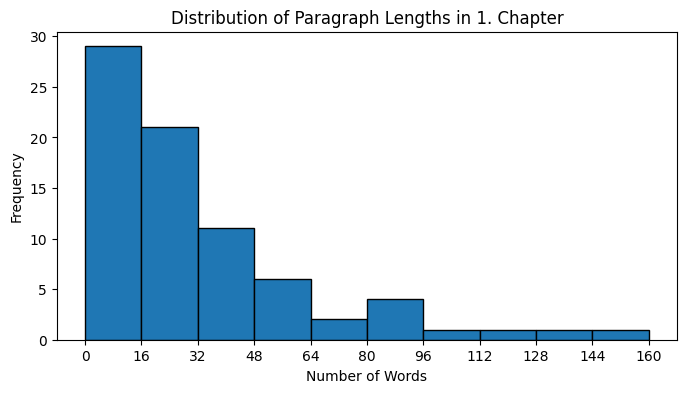 Distribution of Paragraph Lengths in 1. Chapter
30
25
20
15
10
5
0
Frequency
0 16 32 48 64 80 96 112 128 144 160
Number of Words